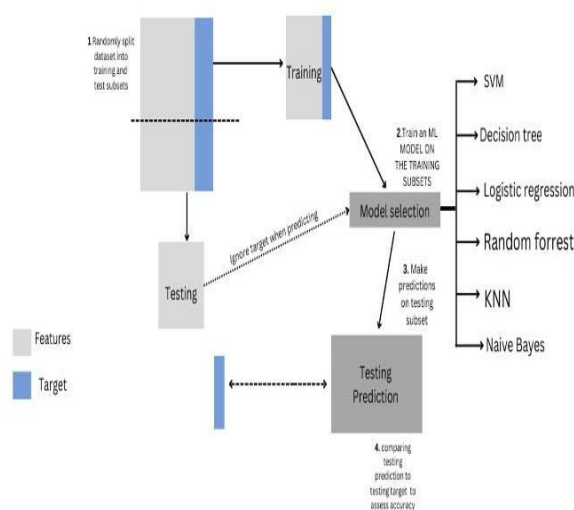 1.Randomly split
dataset into
training and
test subsets
Training
SVM
2.Train an ML
MODEL ON
THE TRAINING
SUBSETS
Decision tree
Model selection
Logistic regression
Random forrest
KNN
Naive Bayes
Ignore target when predicting
Testing
3. Make
predictions
on testing
subset
Features
Target
Testing
Prediction
4. comparing
testing
prediction to
testing target to
assess accuracy